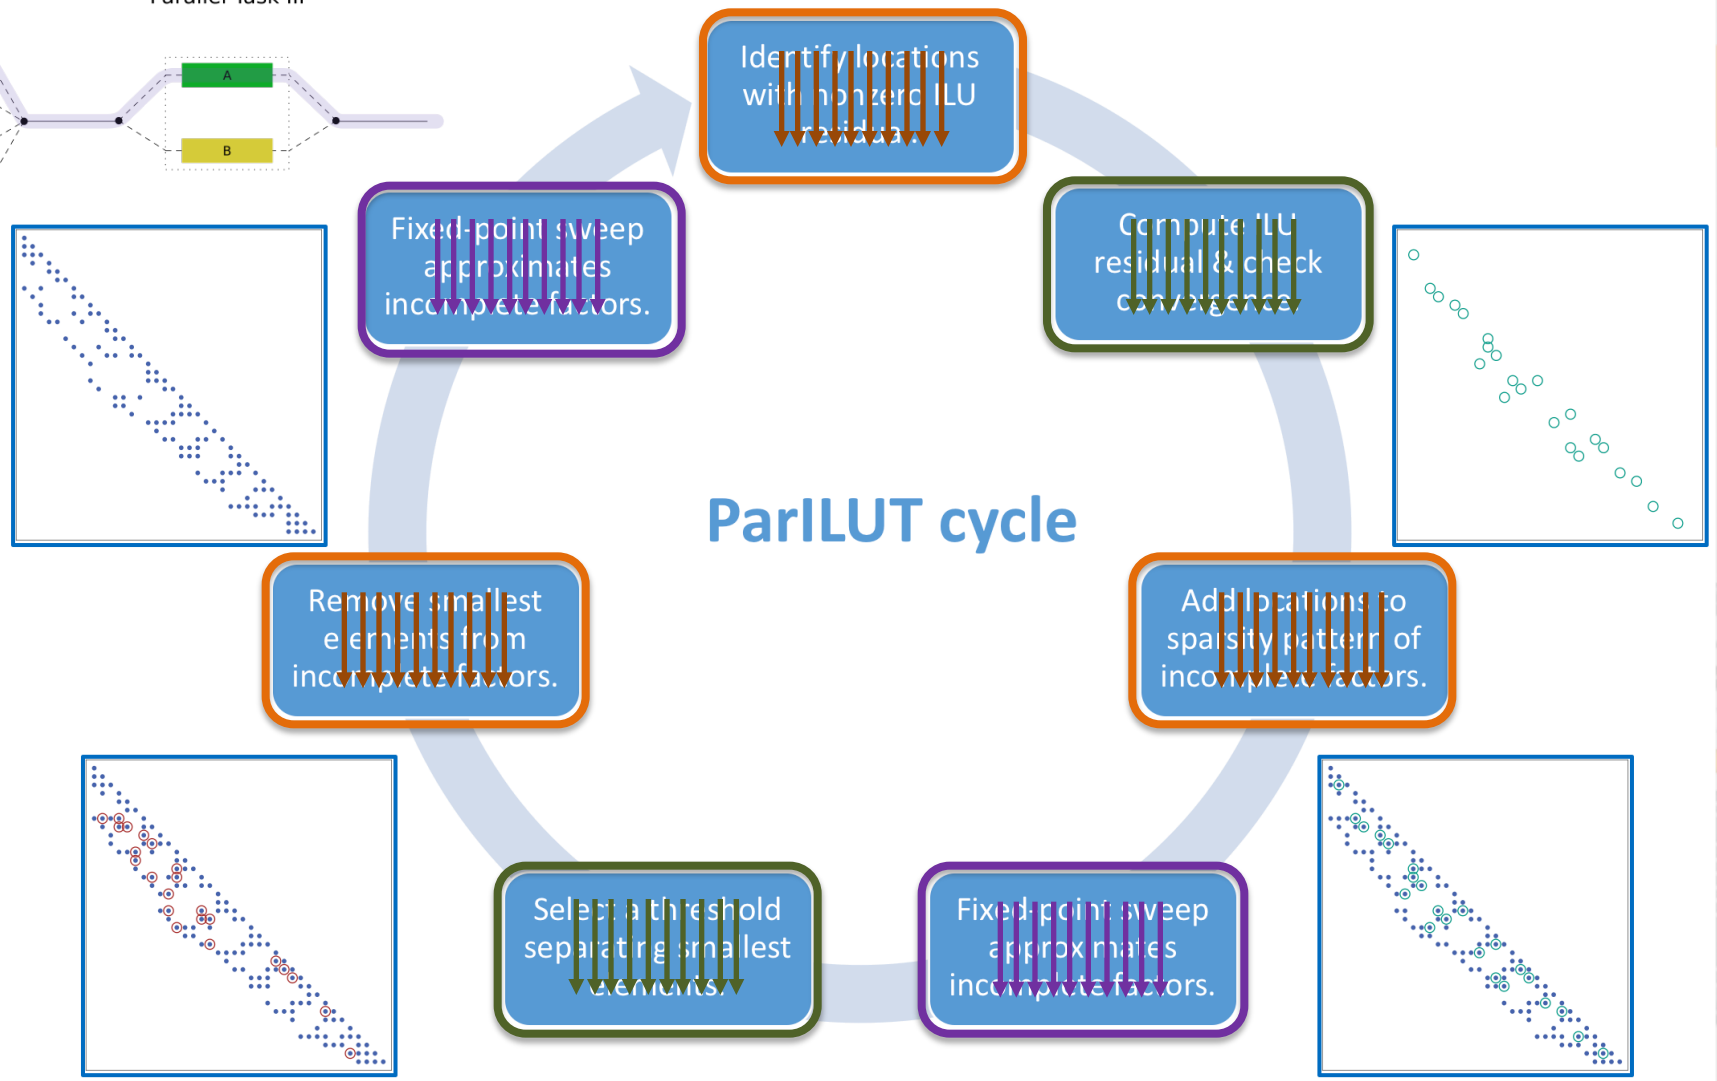 Parallel Task III
A
B
Identify locations
with nonzero ILU
residual.
Fixed-point sweep
approximates
incomplete factors.
Compute ILU
residual & check
convergence.
ParILUT cycle
Remove smallest
elements from
incomplete factors.
Add locations to
sparsity pattern of
incomplete factors.
Select a threshold
separating smallest
elements.
Fixed-point sweep
approximates
incomplete factors.